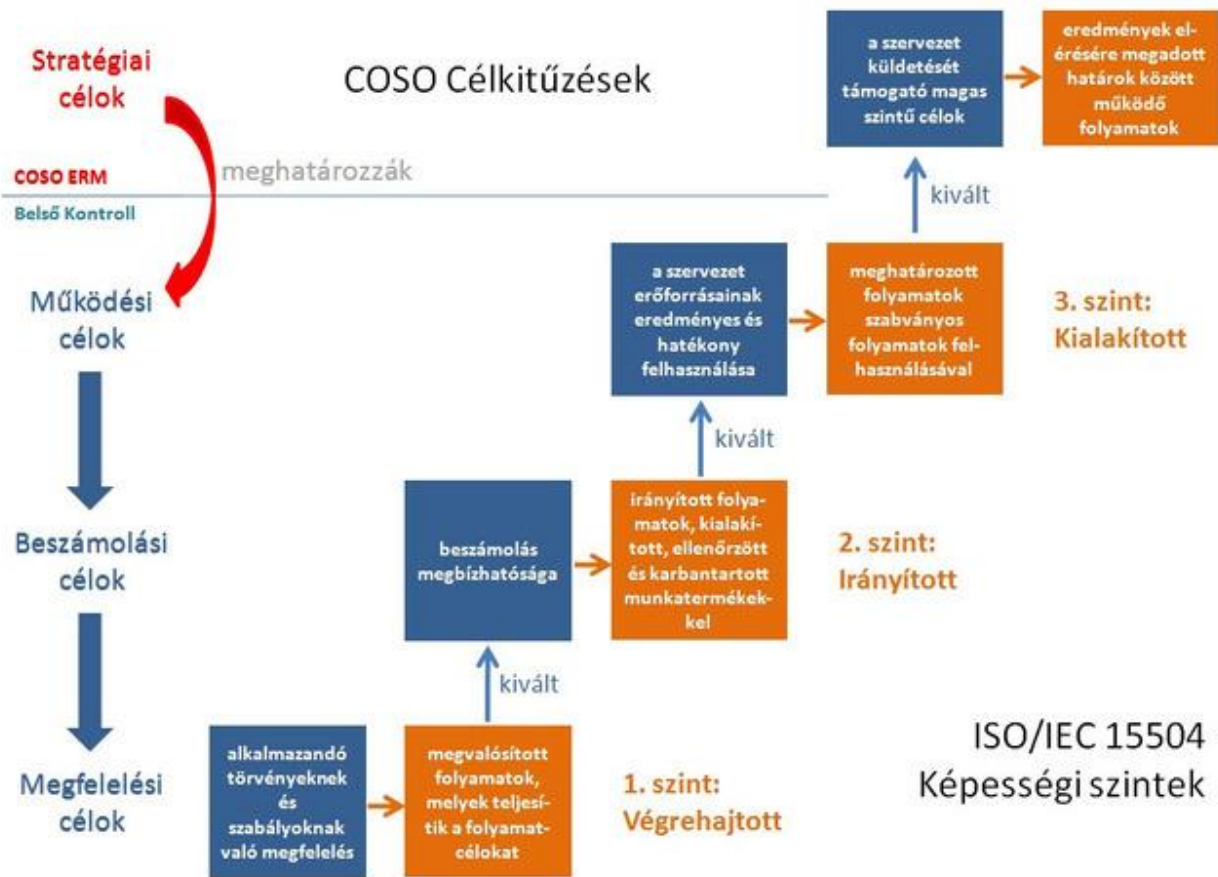 Stratégiai
célok
COSO Célkitűzések
a szervezet
küldetését
támogató magas
szintű célok
eredmények el-
érésére megadott
határok között
működő
folyamatok
COSO ERM
meghatározzák
Belső Kontroll
kivált
Működési
célok
a szervezet
erőforrásainak
eredményes és
hatékony
felhasználása
meghatározott
folyamatok
szabványos
folyamatok fel-
használásával
3. szint:
Kialakított
kivált
Beszámolási
célok
beszámolás
megbízhatósága
irányított folya-
matok, kialakí-
tott, ellenőrzött
és karbantartott
munkatermékek-
kel
2. szint:
Irányított
kivált
Megfelelési
célok
alkalmazandó
törvényeknek
és
szabályoknak
való megfelelés
megvalósított
folyamatok,
melyek teljesí-
tik a folyamat-
célokat
1. szint:
Végrehajtott
ISO/IEC 15504
Képességi szintek